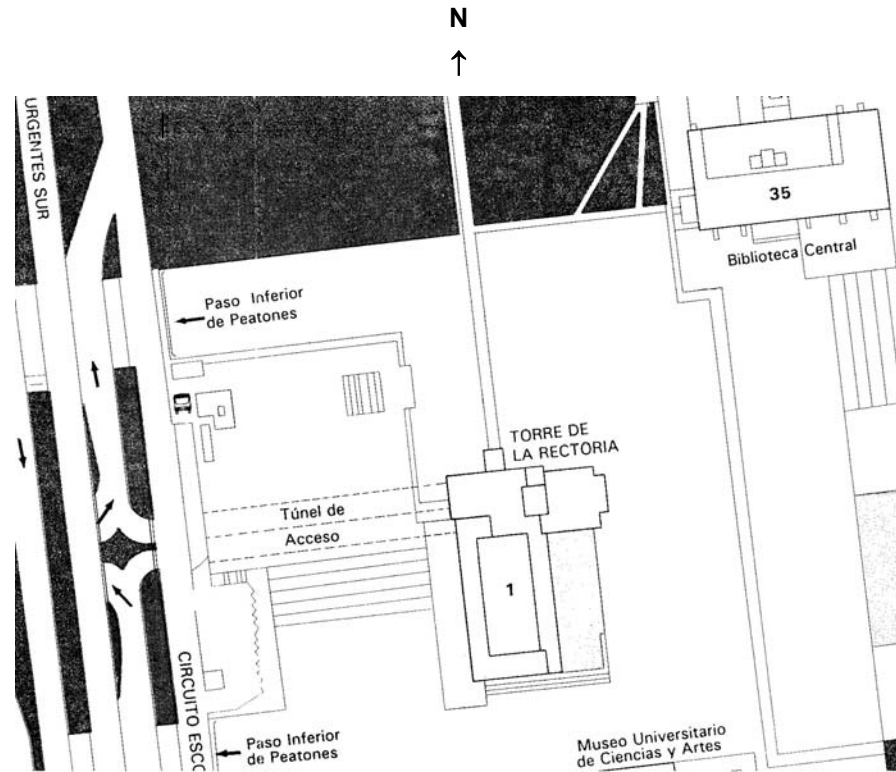 N
URGENTES SUR
35
Biblioteca Central
Paso Inferior
de Peatones
TORRE DE
LA RECTORIA
Túnel de
Acceso
1
CIRCUITO ESCO
Paso Inferior
de Peatones
Museo Universitario
de Ciencias y Artes